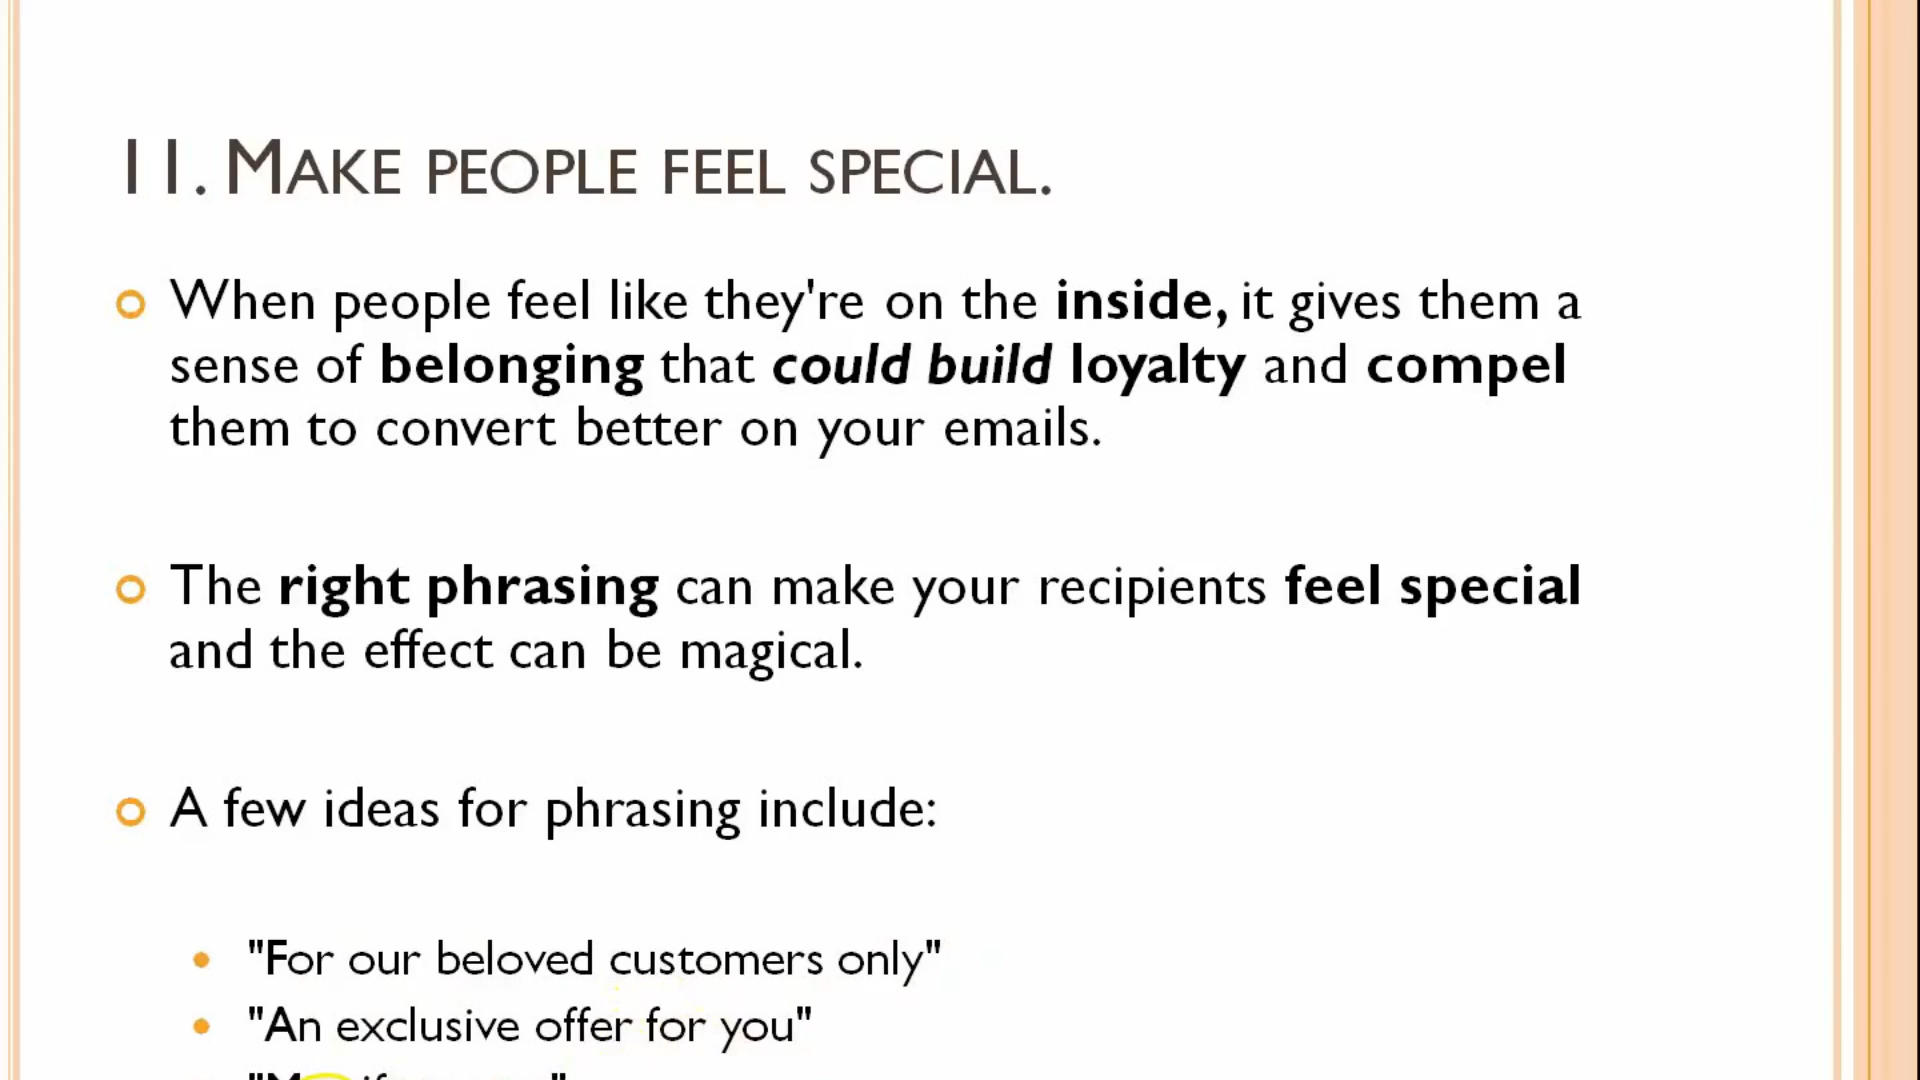 11. MAKE PEOPLE FEEL SPECIAL.
When people feel like they're on the inside, it gives them a
sense of belonging that could build loyalty and compel
them to convert better on your emails.
The right phrasing can make your recipients feel special
and the effect can be magical.
A few ideas for phrasing include:
"For our beloved customers only"
"An exclusive offer for you"